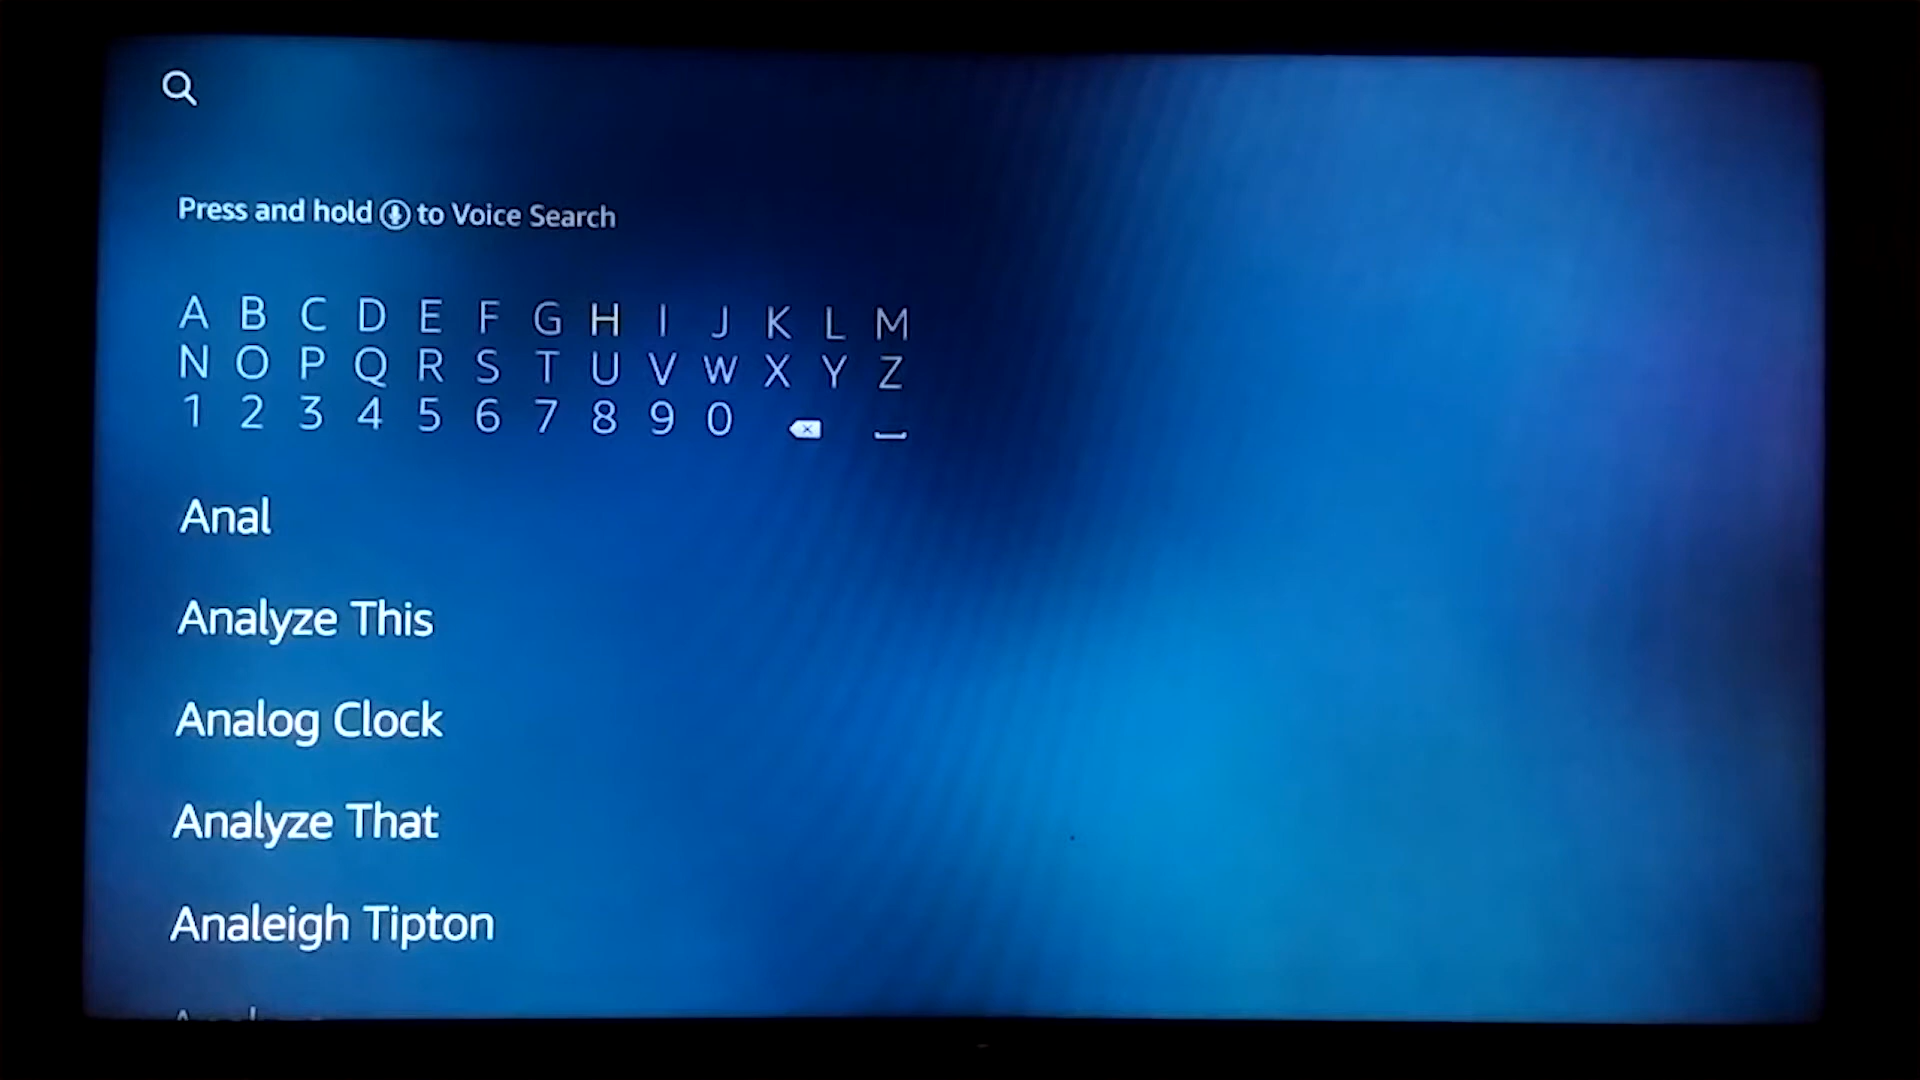 Press and hold to Voice Search
A B C D E F G H I J K L M
N O P Q R S T U V W X Y Z
1 2 3 4 5 6 7 8 9 0
Anal
Analyze This
Analog Clock
Analyze That
Analeigh Tipton